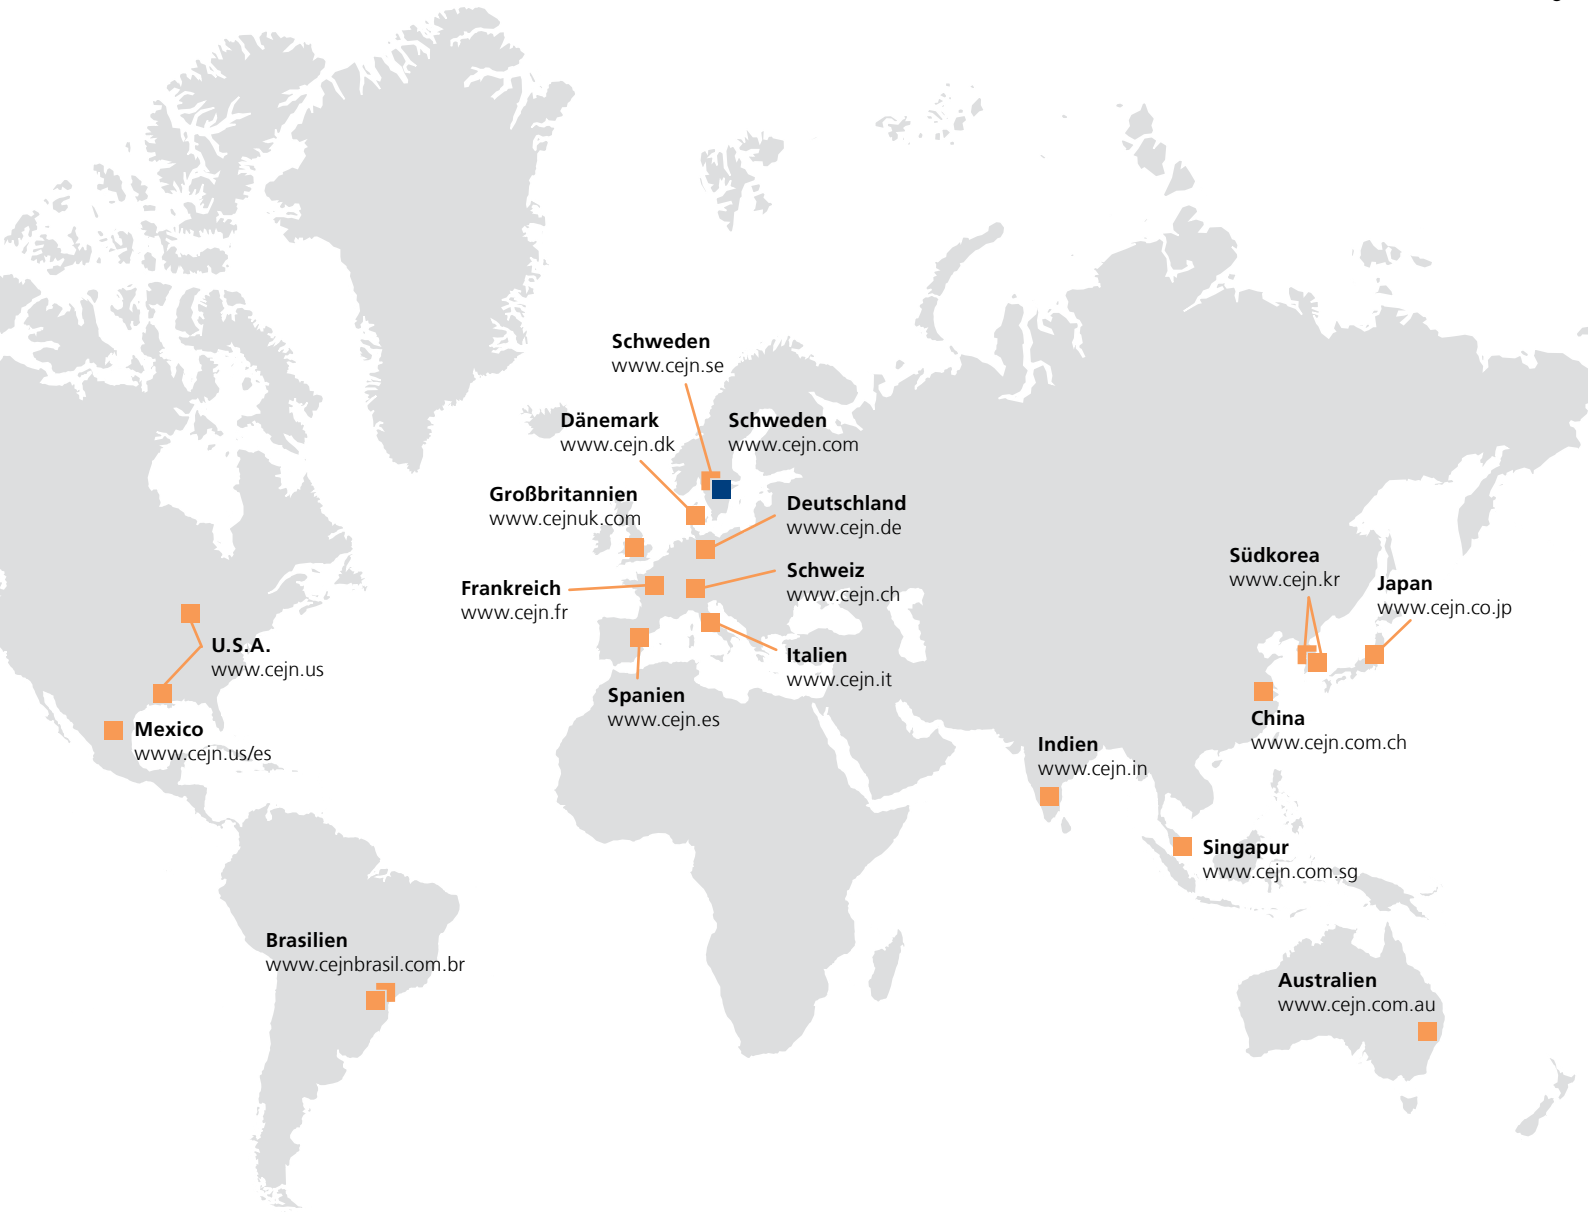 Schweden
www.cejn.se
Dänemark
www.cejn.dk
Schweden
www.cejn.com
Großbritannien
www.cejnuk.com
Deutschland
www.cejn.de
Frankreich
www.cejn.fr
Schweiz
www.cejn.ch
Südkorea
www.cejn.kr
Japan
www.cejn.co.jp
U.S.A.
www.cejn.us
Italien
www.cejn.it
Spanien
www.cejn.es
Mexico
www.cejn.us/es
China
www.cejn.com.ch
Indien
www.cejn.in
Singapur
www.cejn.com.sg
Brasilien
www.cejnbrasil.com.br
Australien
www.cejn.com.au